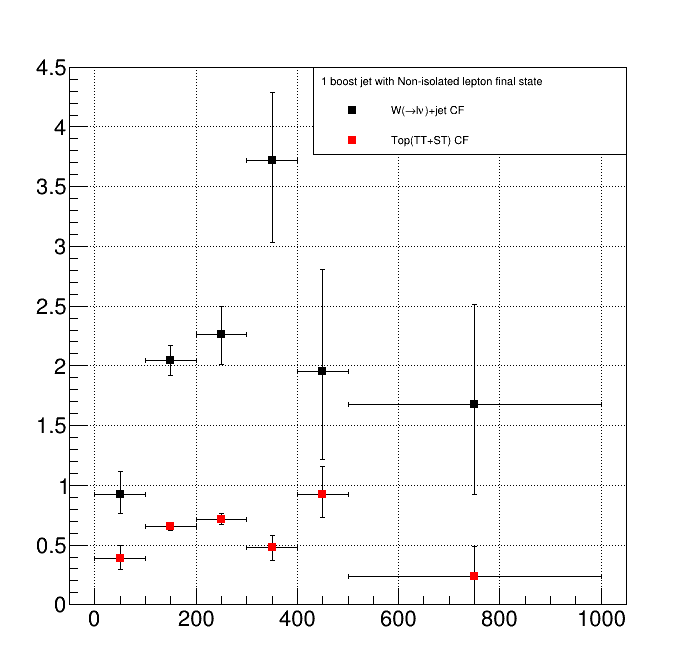 4.5
4
3.5
3
2.5
2
1.5
1
0.5
0
1 boost jet with Non-isolated lepton final state
W(→lν)+jet CF
Top(TT+ST) CF
0 200 400 600 800 1000